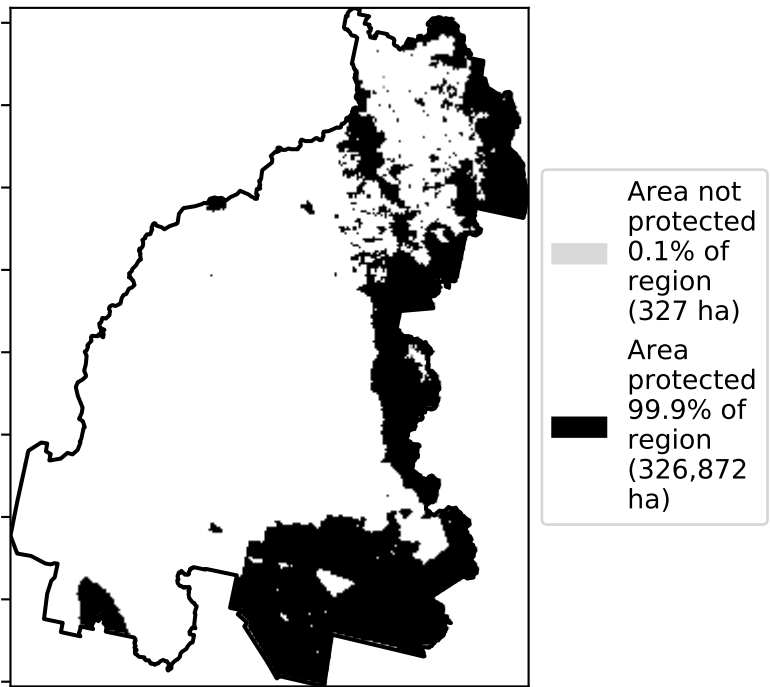 Area not
protected
0.1% of
region
(327 ha)
Area
protected
99.9% of
region
(326,872
ha)